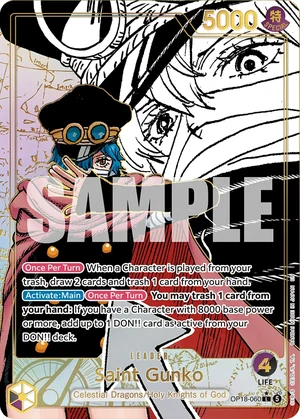 5000
特
SPECIAL
SAMPLE
Once Per Turn When a Character is played from your
trash, draw 2 cards and trash 1 card from your hand.
Activate:Main Once Per Turn You may trash 1 card from
your hand: If you have a Character with 8000 base power
or more, add up to 1 DON!! card as active from your
DON!! deck.
LEADER
Saint Gunko
Celestial Dragons/Holy Knights of God
4
LIFE
OP18-060 L